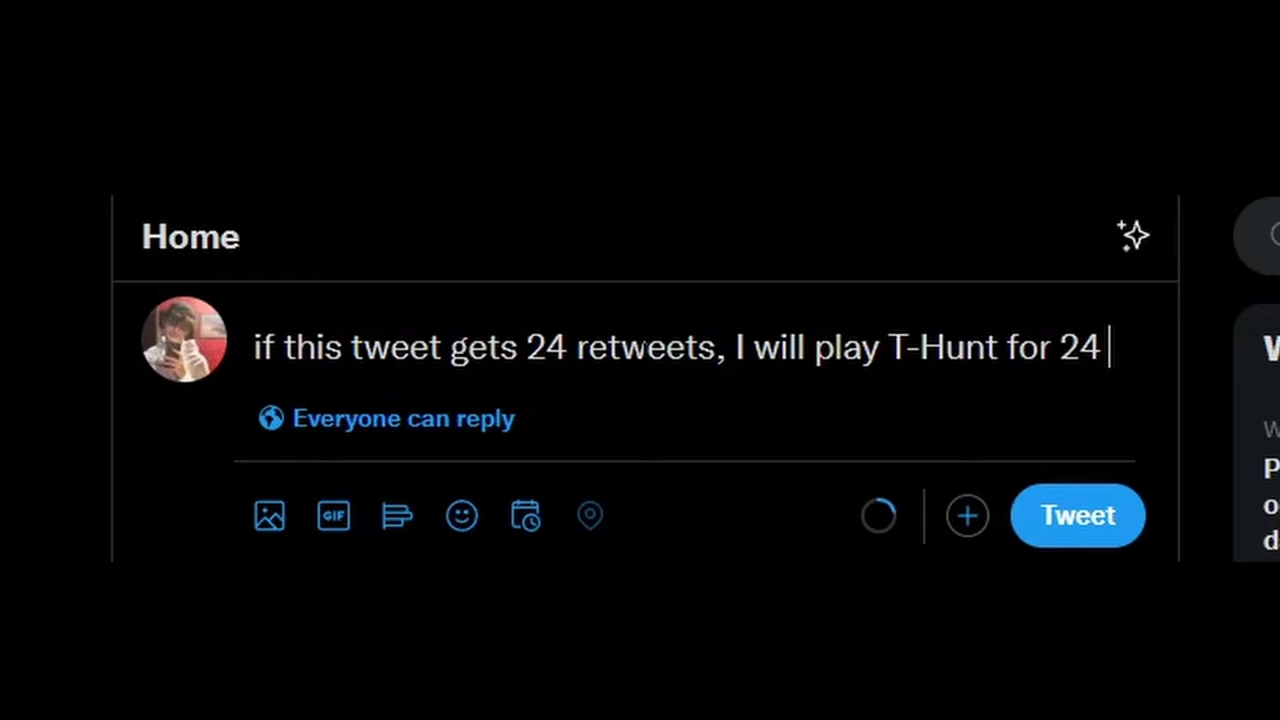 Home
if this tweet gets 24 retweets, I will play T-Hunt for 24
Everyone can reply
GIF
Tweet